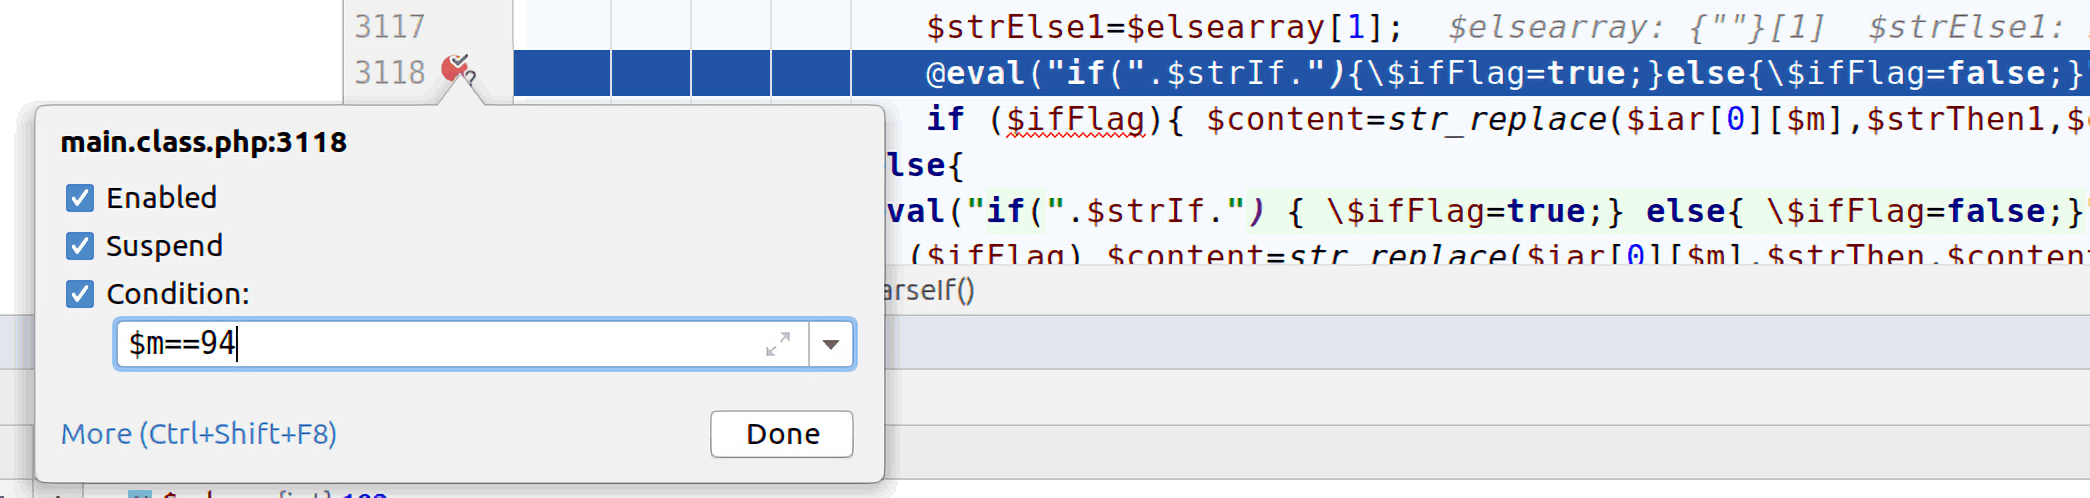 3117 $strElse1=$elsearray[1]; $elsearray: {""}[1] $strElse1:
3118 @eval("if(".$strIf."){\$ifFlag=true;}else{\$ifFlag=false;}"
if ($ifFlag){ $content=str_replace($iar[0][$m],$strThen1,$
lse{
val("if(".$strIf.") { \$ifFlag=true;} else{ \$ifFlag=false;}"
($ifFlag) $content=str_replace($iar[0][$m],$strThen,$conten
arseIf()
main.class.php:3118
Enabled
Suspend
Condition:
$m==94
More (Ctrl+Shift+F8)
Done